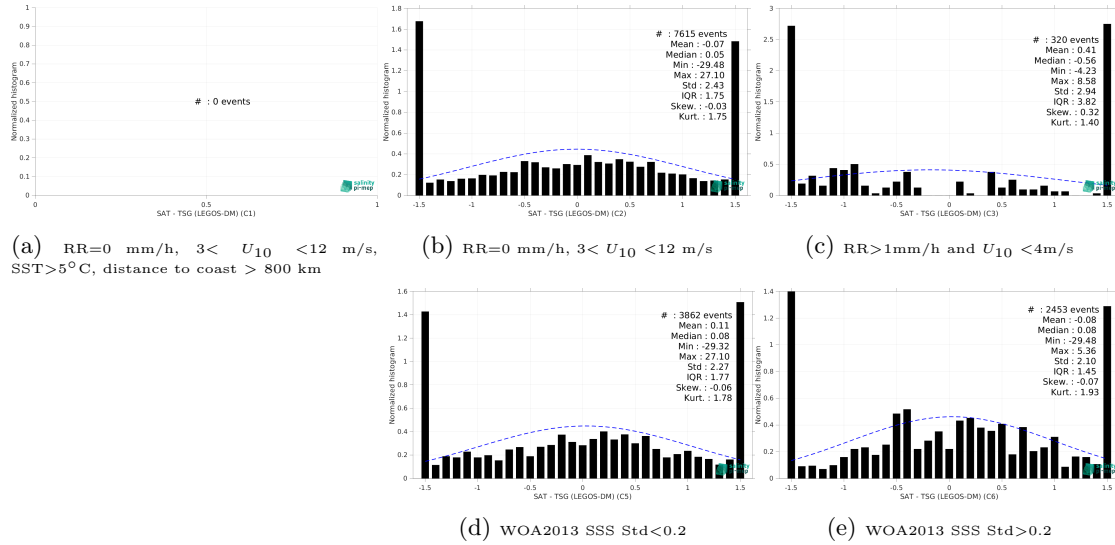 1
0.9
0.8
0.7
0.6
0.5
0.4
0.3
0.2
0.1
0
Normalized histogram
# : 0 events
salinity
pi-mep
0 0.5 1
SAT - TSG (LEGOS-DM) (C1)
(a) RR=0 mm/h, 3< U10 <12 m/s,
SST>5°C, distance to coast > 800 km
1.8
1.6
1.4
1.2
1
0.8
0.6
0.4
0.2
0
Normalized histogram
# : 7615 events
Mean : -0.07
Median : 0.05
Min : -29.48
Max : 27.10
Std : 2.43
IQR : 1.75
Skew. : -0.03
Kurt. : 1.75
salinity
pi-mep
-1.5 -1 -0.5 0 0.5 1 1.5
SAT - TSG (LEGOS-DM) (C2)
(b) RR=0 mm/h, 3< U10 <12 m/s
3
2.5
2
1.5
1
0.5
0
Normalized histogram
# : 320 events
Mean : 0.41
Median : -0.56
Min : -4.23
Max : 8.58
Std : 2.94
IQR : 3.82
Skew. : 0.32
Kurt. : 1.40
salinity
pi-mep
-1.5 -1 -0.5 0 0.5 1 1.5
SAT - TSG (LEGOS-DM) (C3)
(c) RR>1mm/h and U10 <4m/s
1.6
1.4
1.2
1
0.8
0.6
0.4
0.2
0
Normalized histogram
# : 3862 events
Mean : 0.11
Median : 0.08
Min : -29.32
Max : 27.10
Std : 2.27
IQR : 1.77
Skew. : -0.06
Kurt. : 1.78
salinity
pi-mep
-1.5 -1 -0.5 0 0.5 1 1.5
SAT - TSG (LEGOS-DM) (C5)
(d) WOA2013 SSS Std<0.2
1.4
1.2
1
0.8
0.6
0.4
0.2
0
Normalized histogram
# : 2453 events
Mean : -0.08
Median : 0.08
Min : -29.48
Max : 5.36
Std : 2.10
IQR : 1.45
Skew. : -0.07
Kurt. : 1.93
salinity
pi-mep
-1.5 -1 -0.5 0 0.5 1 1.5
SAT - TSG (LEGOS-DM) (C6)
(e) WOA2013 SSS Std>0.2